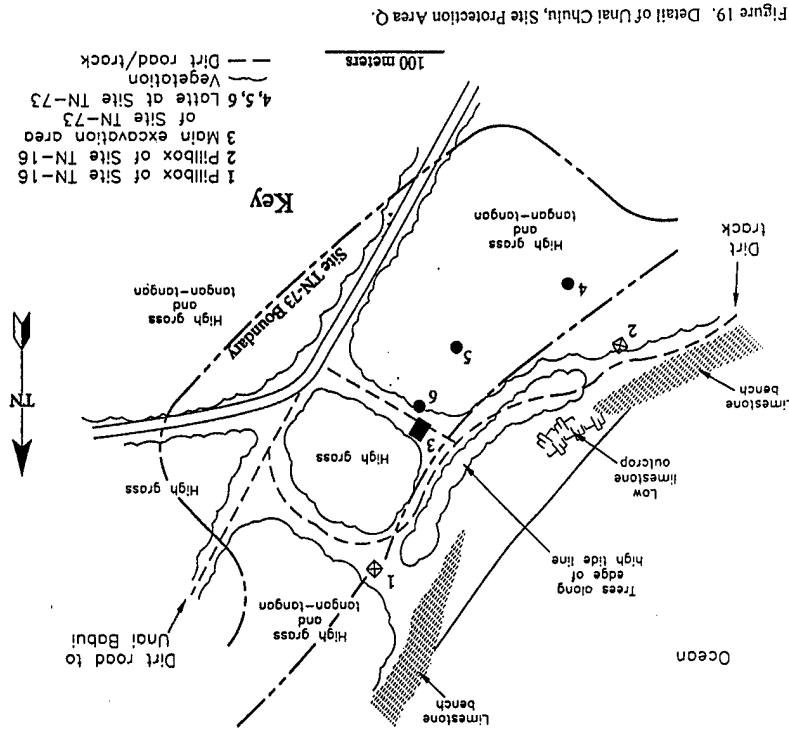 Limestone
bench
Ocean
Dirt road to
Unai Babui
High grass
and
tangan-tangan
Trees along
edge of
high tide line
1
Low
limestone
outcrop
High grass
High grass
3
TN
imestone
bench
6
5
2
4
Site TN-73 Boundary
High grass
and
tangan-tangan
Dirt
track
High grass
and
tangan-tangan
Key
1 Pillbox of Site TN-16
2 Pillbox of Site TN-16
3 Main excavation area
of Site TN-73
4,5,6 Latte at Site TN-73
Vegetation
Dirt road/track
100 meters
Figure 19. Detail of Unai Chulu, Site Protection Area Q.